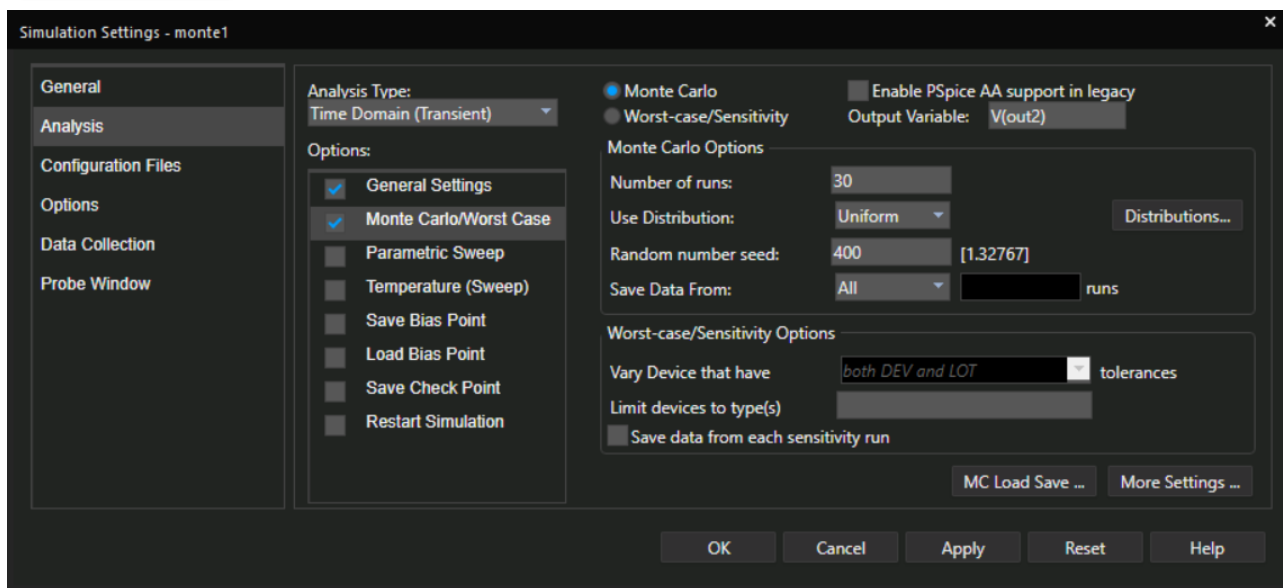 Simulation Settings - monte1
×
General
Analysis
Configuration Files
Options
Data Collection
Probe Window
Analysis Type:
Time Domain (Transient)
Options:
General Settings
Monte Carlo/Worst Case
Parametric Sweep
Temperature (Sweep)
Save Bias Point
Load Bias Point
Save Check Point
Restart Simulation
Monte Carlo
Enable PSpice AA support in legacy
Worst-case/Sensitivity
Output Variable: V(out2)
Monte Carlo Options
Number of runs: 30
Use Distribution: Uniform Distributions...
Random number seed: 400 [1.32767]
Save Data From: All runs
Worst-case/Sensitivity Options
Vary Device that have both DEV and LOT tolerances
Limit devices to type(s)
Save data from each sensitivity run
MC Load Save ... More Settings ...
OK Cancel Apply Reset Help